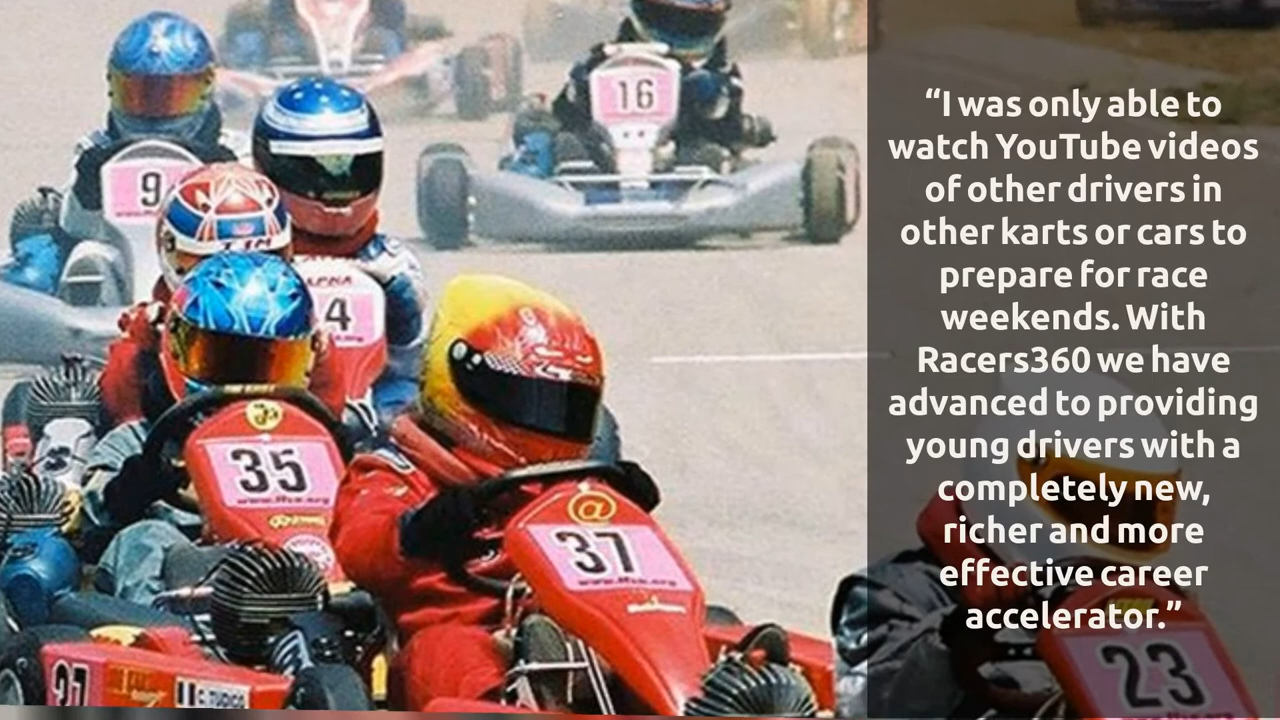 “I was only able to
watch YouTube videos
of other drivers in
other karts or cars to
prepare for race
weekends. With
Racers360 we have
advanced to providing
young drivers with a
completely new,
richer and more
effective career
accelerator.”
16
9
4
35
37
@
37
23